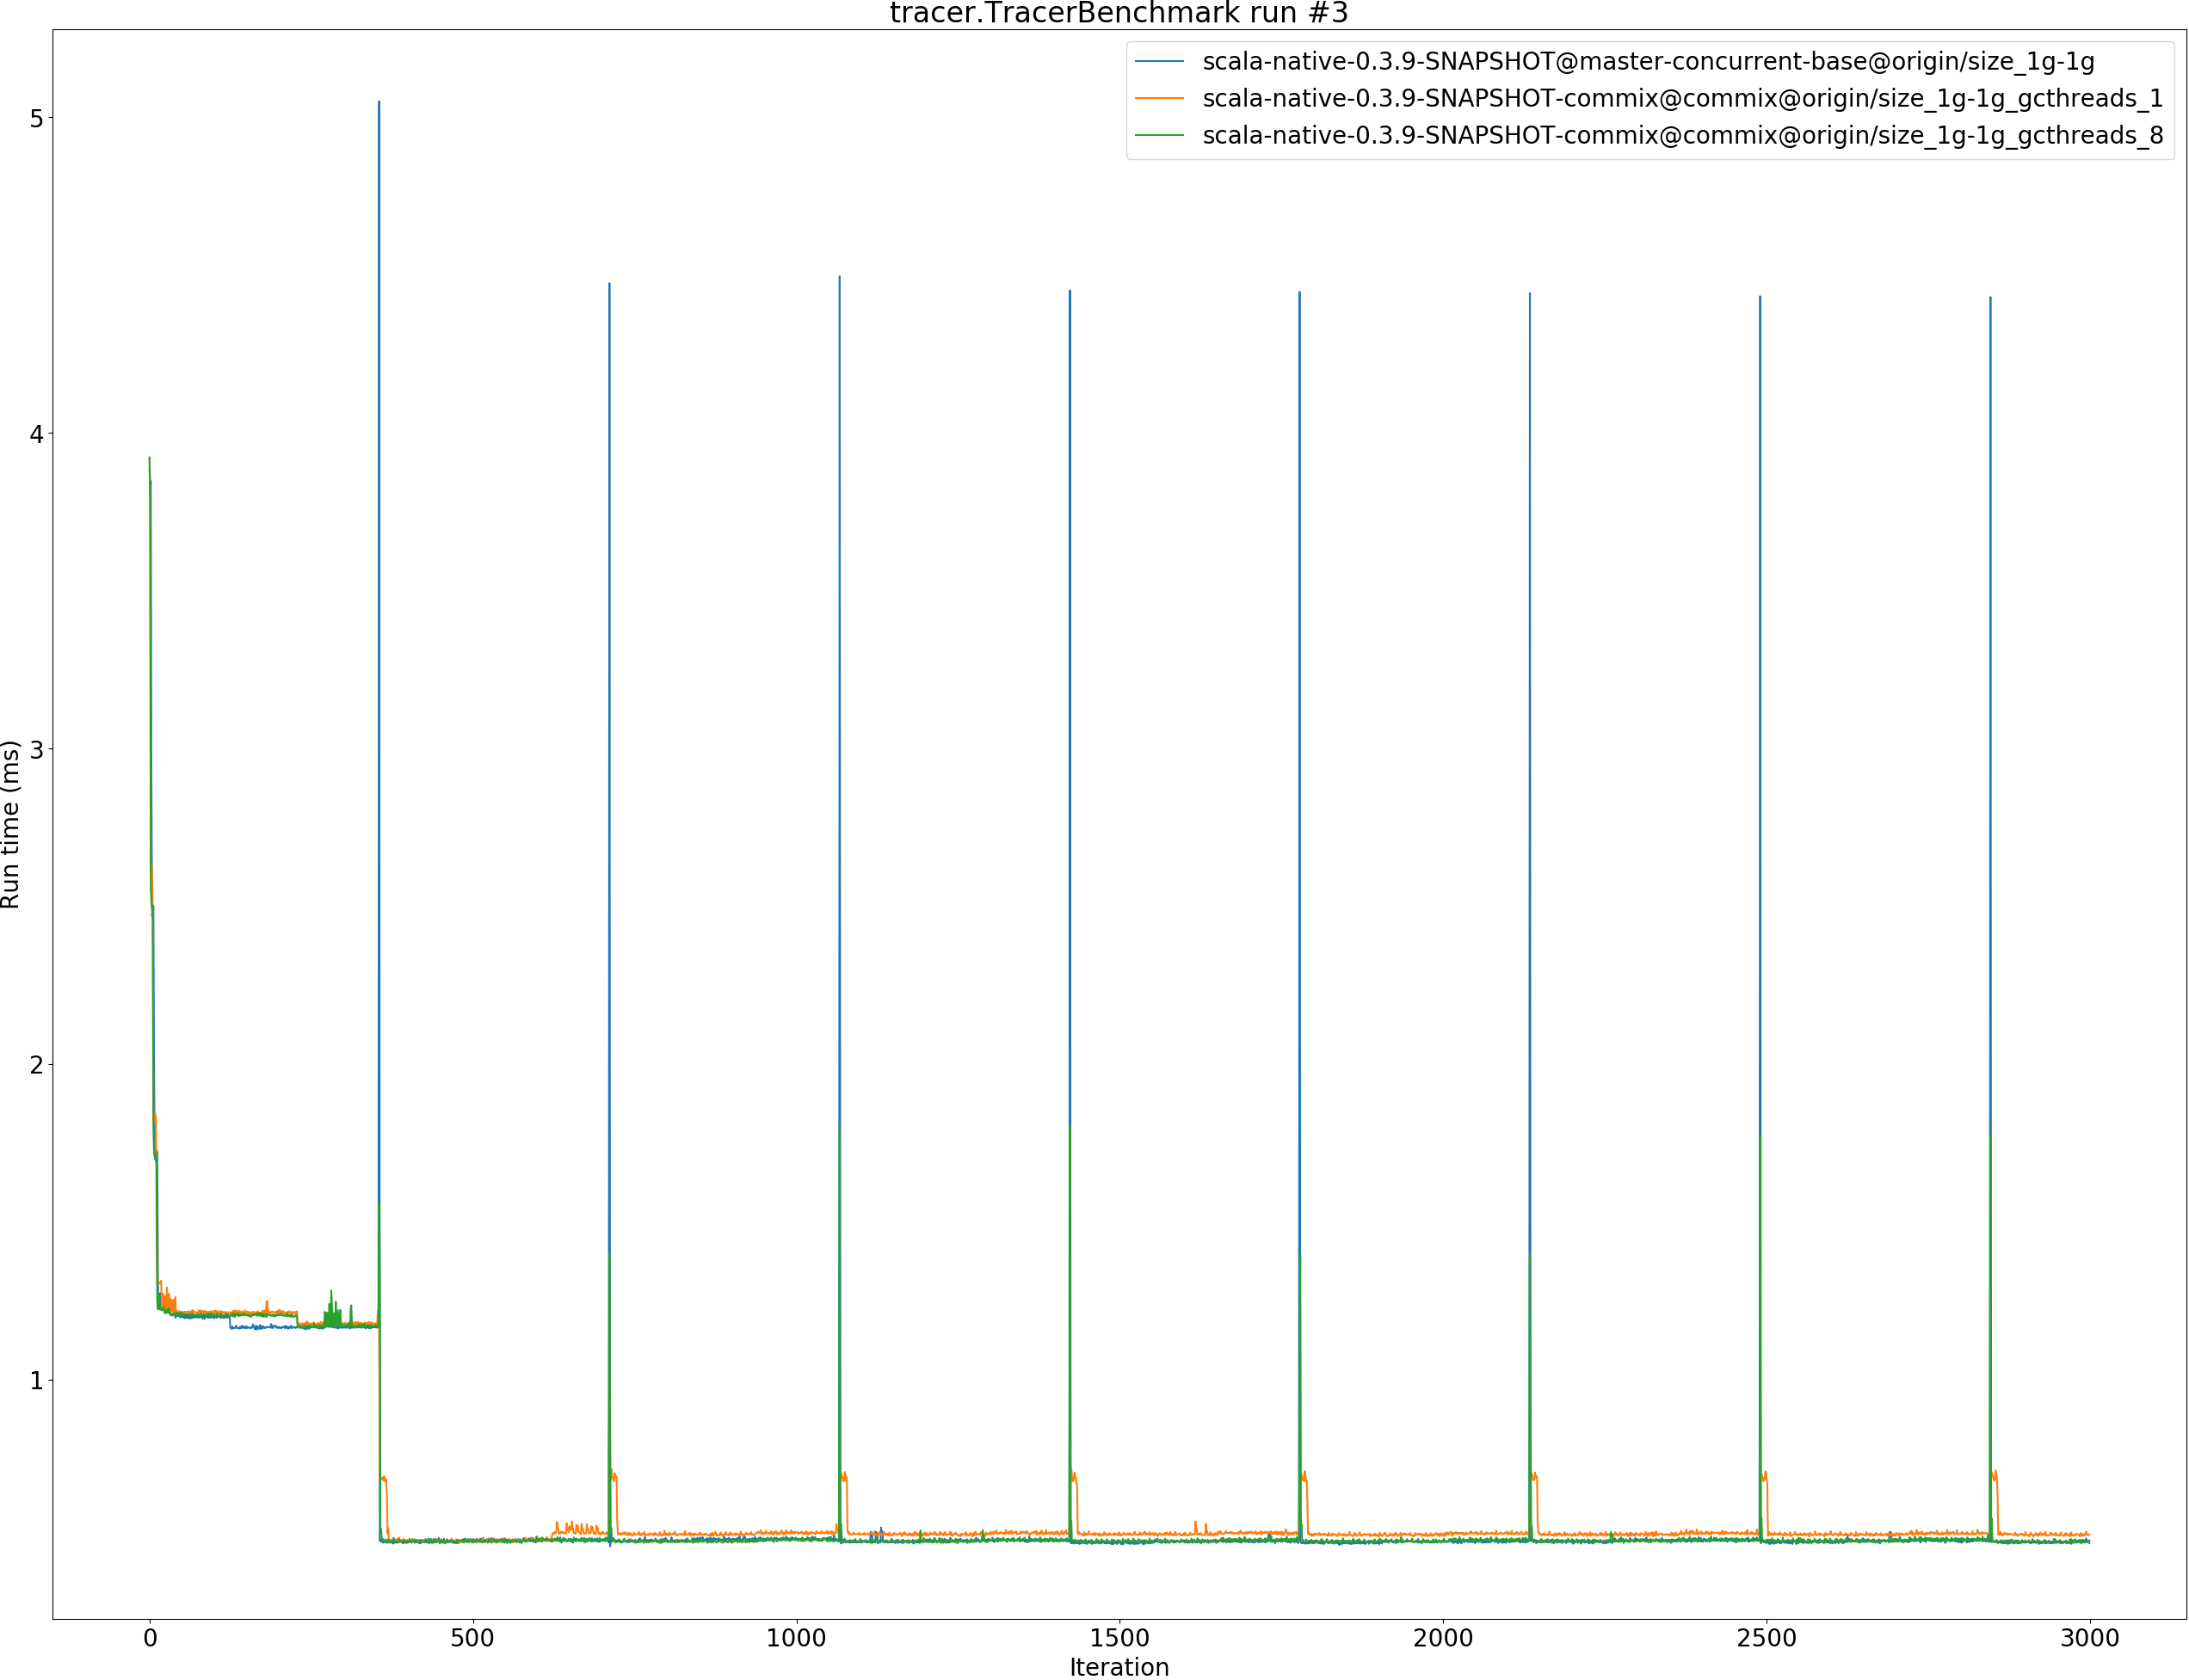 tracer.TracerBenchmark run #3
scala-native-0.3.9-SNAPSHOT@master-concurrent-base@origin/size_1g-1g
scala-native-0.3.9-SNAPSHOT-commix@commix@origin/size_1g-1g_gcthreads_1
scala-native-0.3.9-SNAPSHOT-commix@commix@origin/size_1g-1g_gcthreads_8
5
4
3
2
1
Run time (ms)
0
500
1000
1500
2000
2500
3000
Iteration